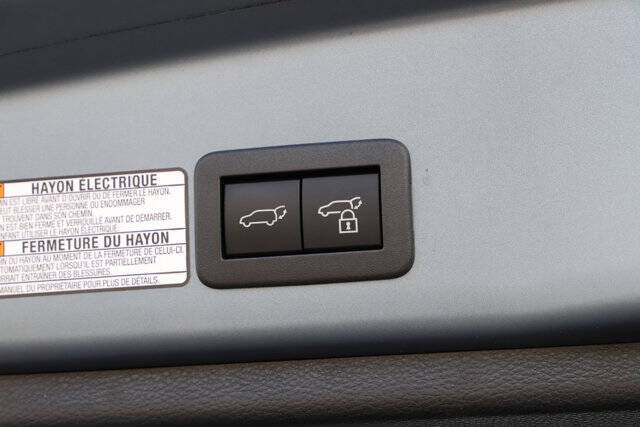 HAYON ÉLECTRIQUE
EST LIBRE AVANT D'OUVRIR OU DE FERMER LE HAYON.
BLESSER UNE PERSONNE OU ENDOMMAGER
TROUVENT DANS SON CHEMIN.
EST BIEN FERMÉ ET VERROUILLÉ AVANT DE DÉMARRER.
UTILISER LE HAYON.
FERMETURE DU HAYON
DU HAYON AU MOMENT DE LA FERMETURE DE CELUI-CI.
AUTOMATIQUEMENT LORSQU'IL EST PARTIELLEMENT
ENTRAÎNER DES BLESSURES.
MANUEL DU PROPRIÉTAIRE POUR PLUS DE DÉTAILS.